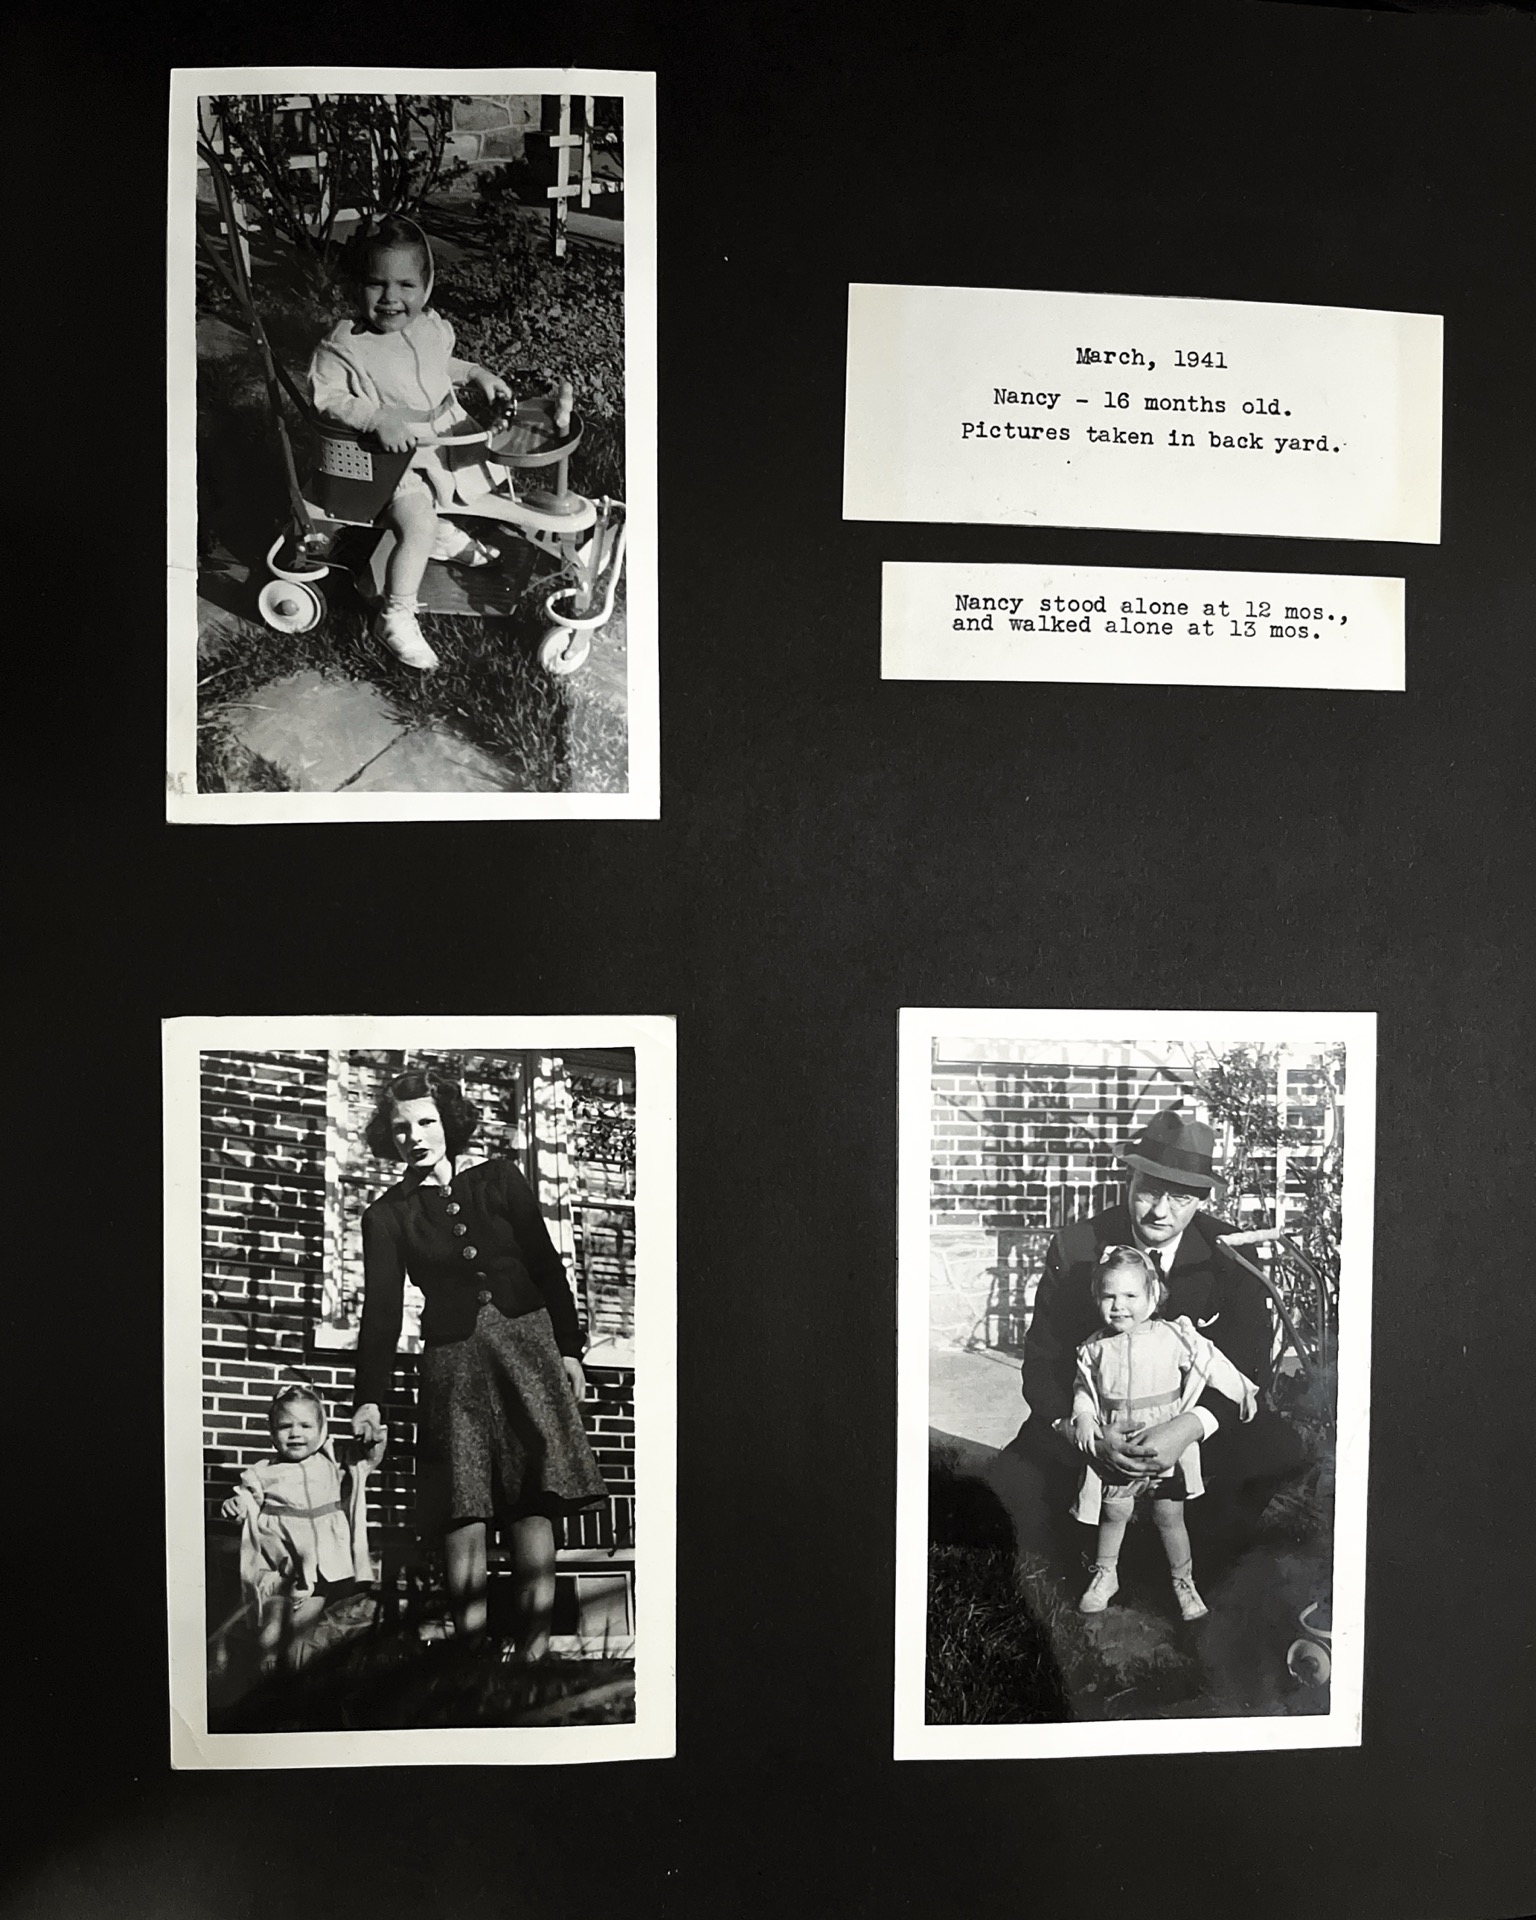 March, 1941
Nancy - 16 months old.
Pictures taken in back yard.
Nancy stood alone at 12 mos.,
and walked alone at 13 mos.